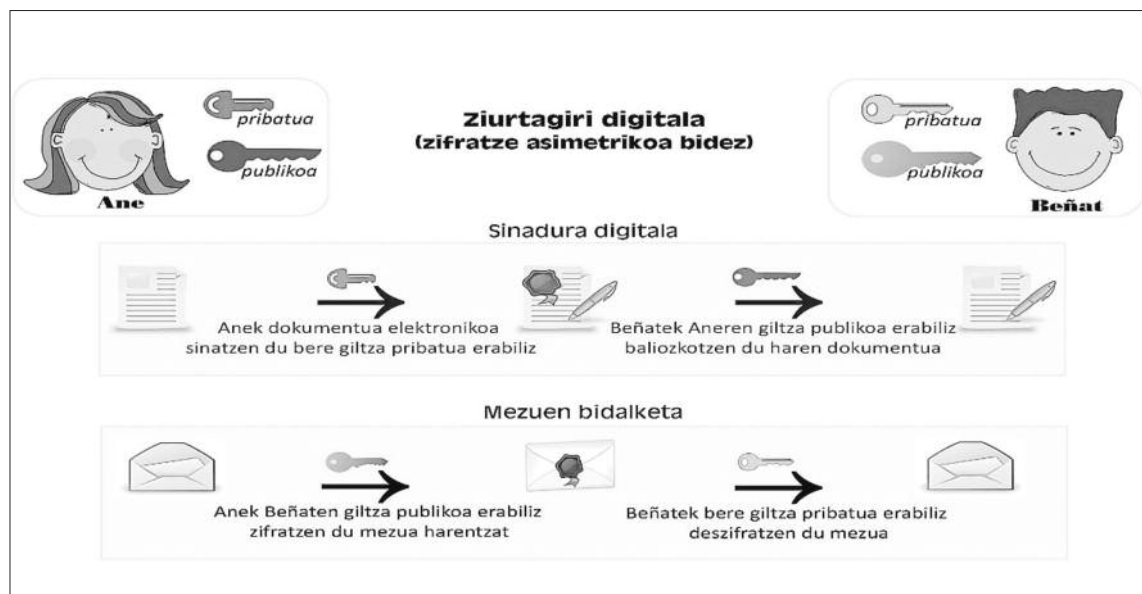 Ziurtagiri digitala
(zifratze asimetrikoa bidez)
pribatua
publikoa
Ane
pribatua
publikoa
Beñat
Sinadura digitala
Anek dokumentua elektronikoa
sinatzen du bere giltza pribatua erabiliz
Beñatek Aneren giltza publikoa erabiliz
baliozkotzen du haren dokumentua
Mezuen bidalketa
Anek Beñaten giltza publikoa erabiliz
zifratzen du mezua harentzat
Beñatek bere giltza pribatua erabiliz
deszifratzen du mezua